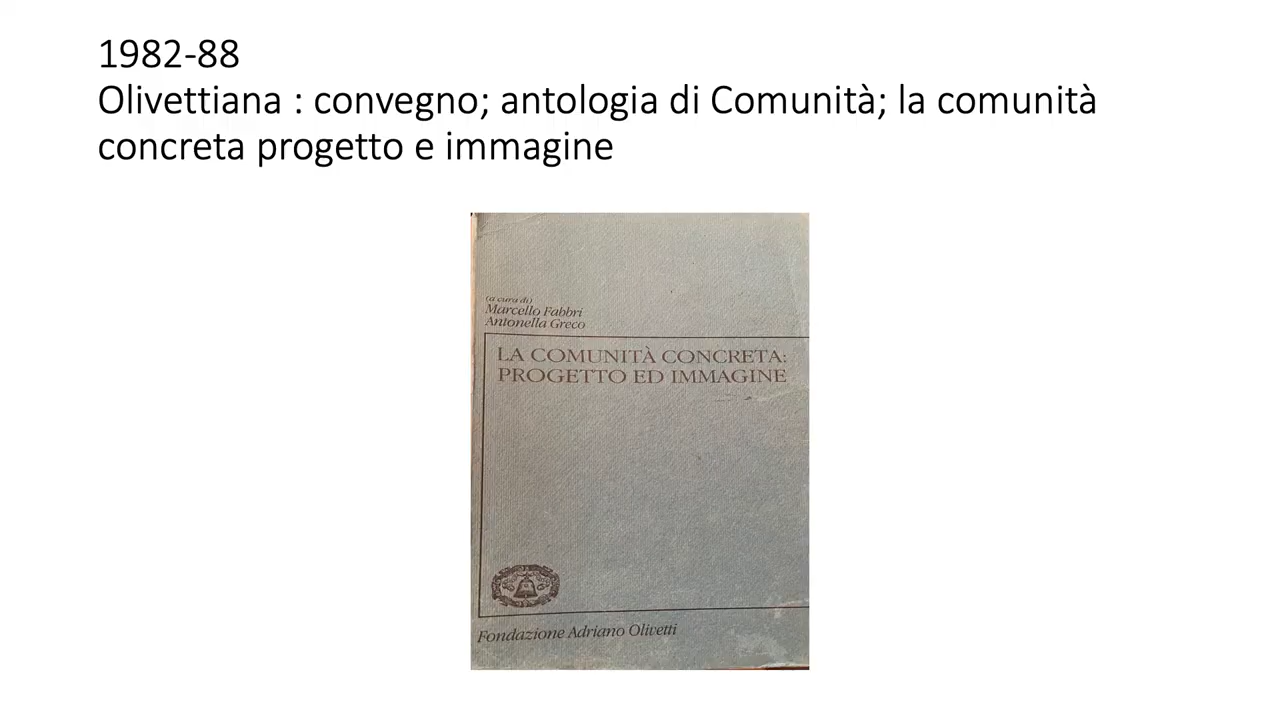 1982-88
Olivettiana : convegno; antologia di Comunità; la comunità
concreta progetto e immagine
(a cura di)
Marcello Fabbri
Antonella Greco
LA COMUNITÀ CONCRETA:
PROGETTO ED IMMAGINE
Fondazione Adriano Olivetti